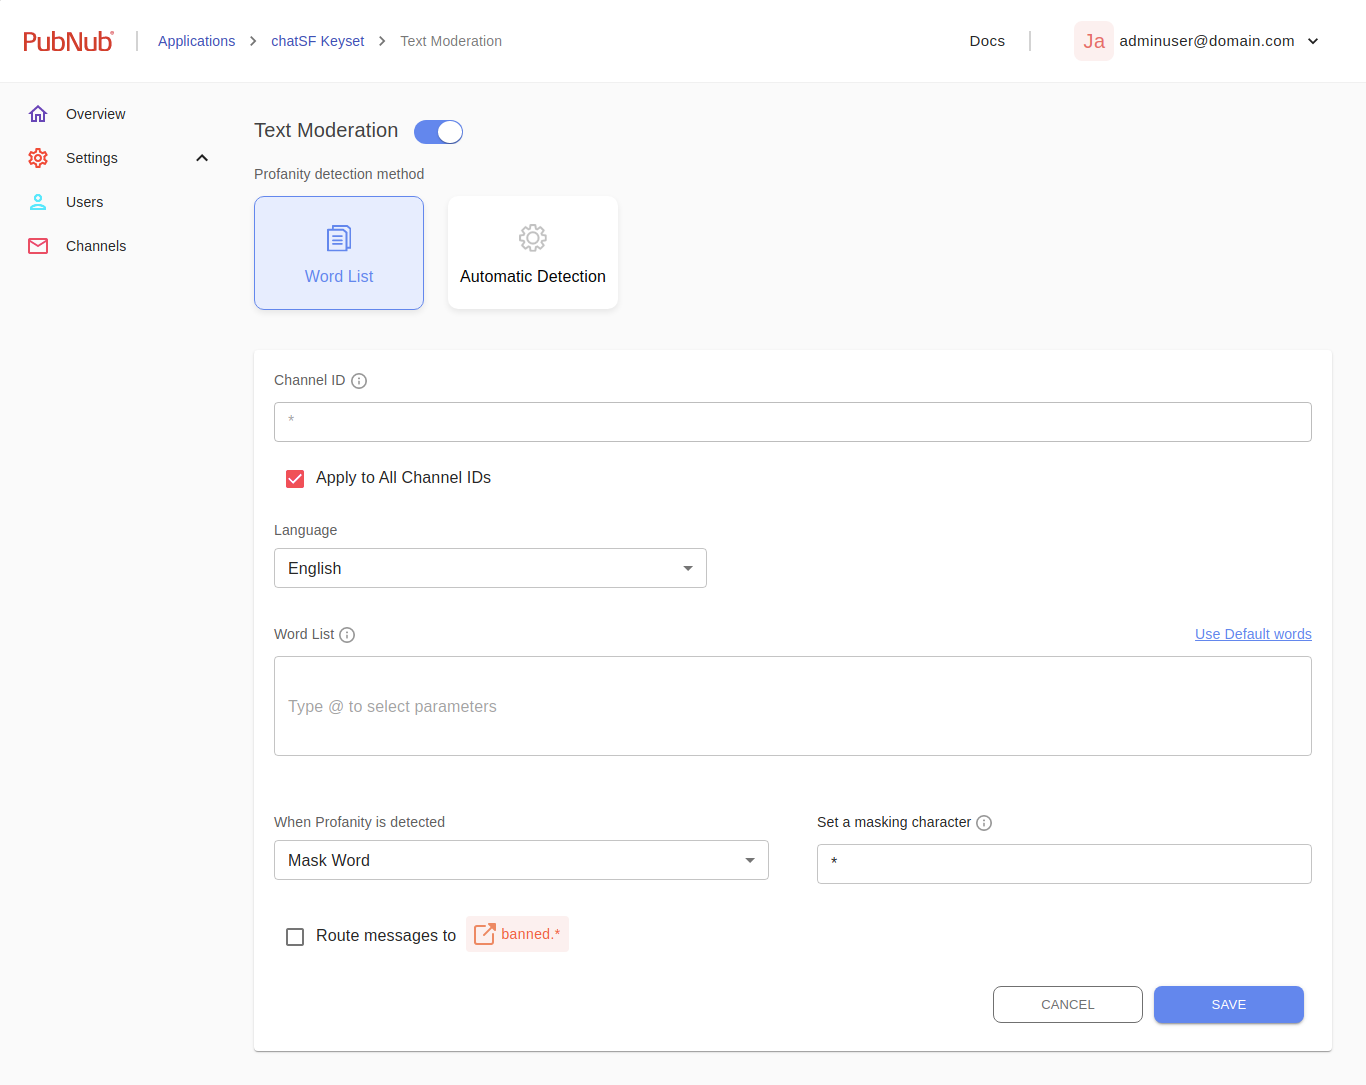 PubNub
Applications > chatSF Keyset > Text Moderation
Docs
Ja adminuser@domain.com
Overview
Settings
Users
Channels
Text Moderation
Profanity detection method
Word List
Automatic Detection
Channel ID
*
Apply to All Channel IDs
Language
English
Word List
Use Default words
Type @ to select parameters
When Profanity is detected
Mask Word
Set a masking character
*
Route messages to banned.*
CANCEL
SAVE